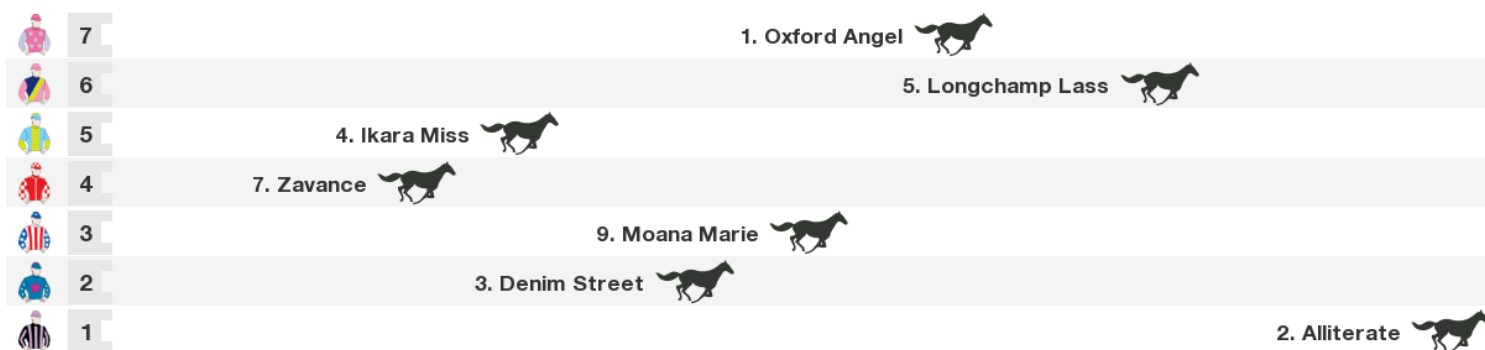 7 1. Oxford Angel
6 5. Longchamp Lass
5 4. Ikara Miss
4 7. Zavance
3 9. Moana Marie
2 3. Denim Street
1 2. Alliterate